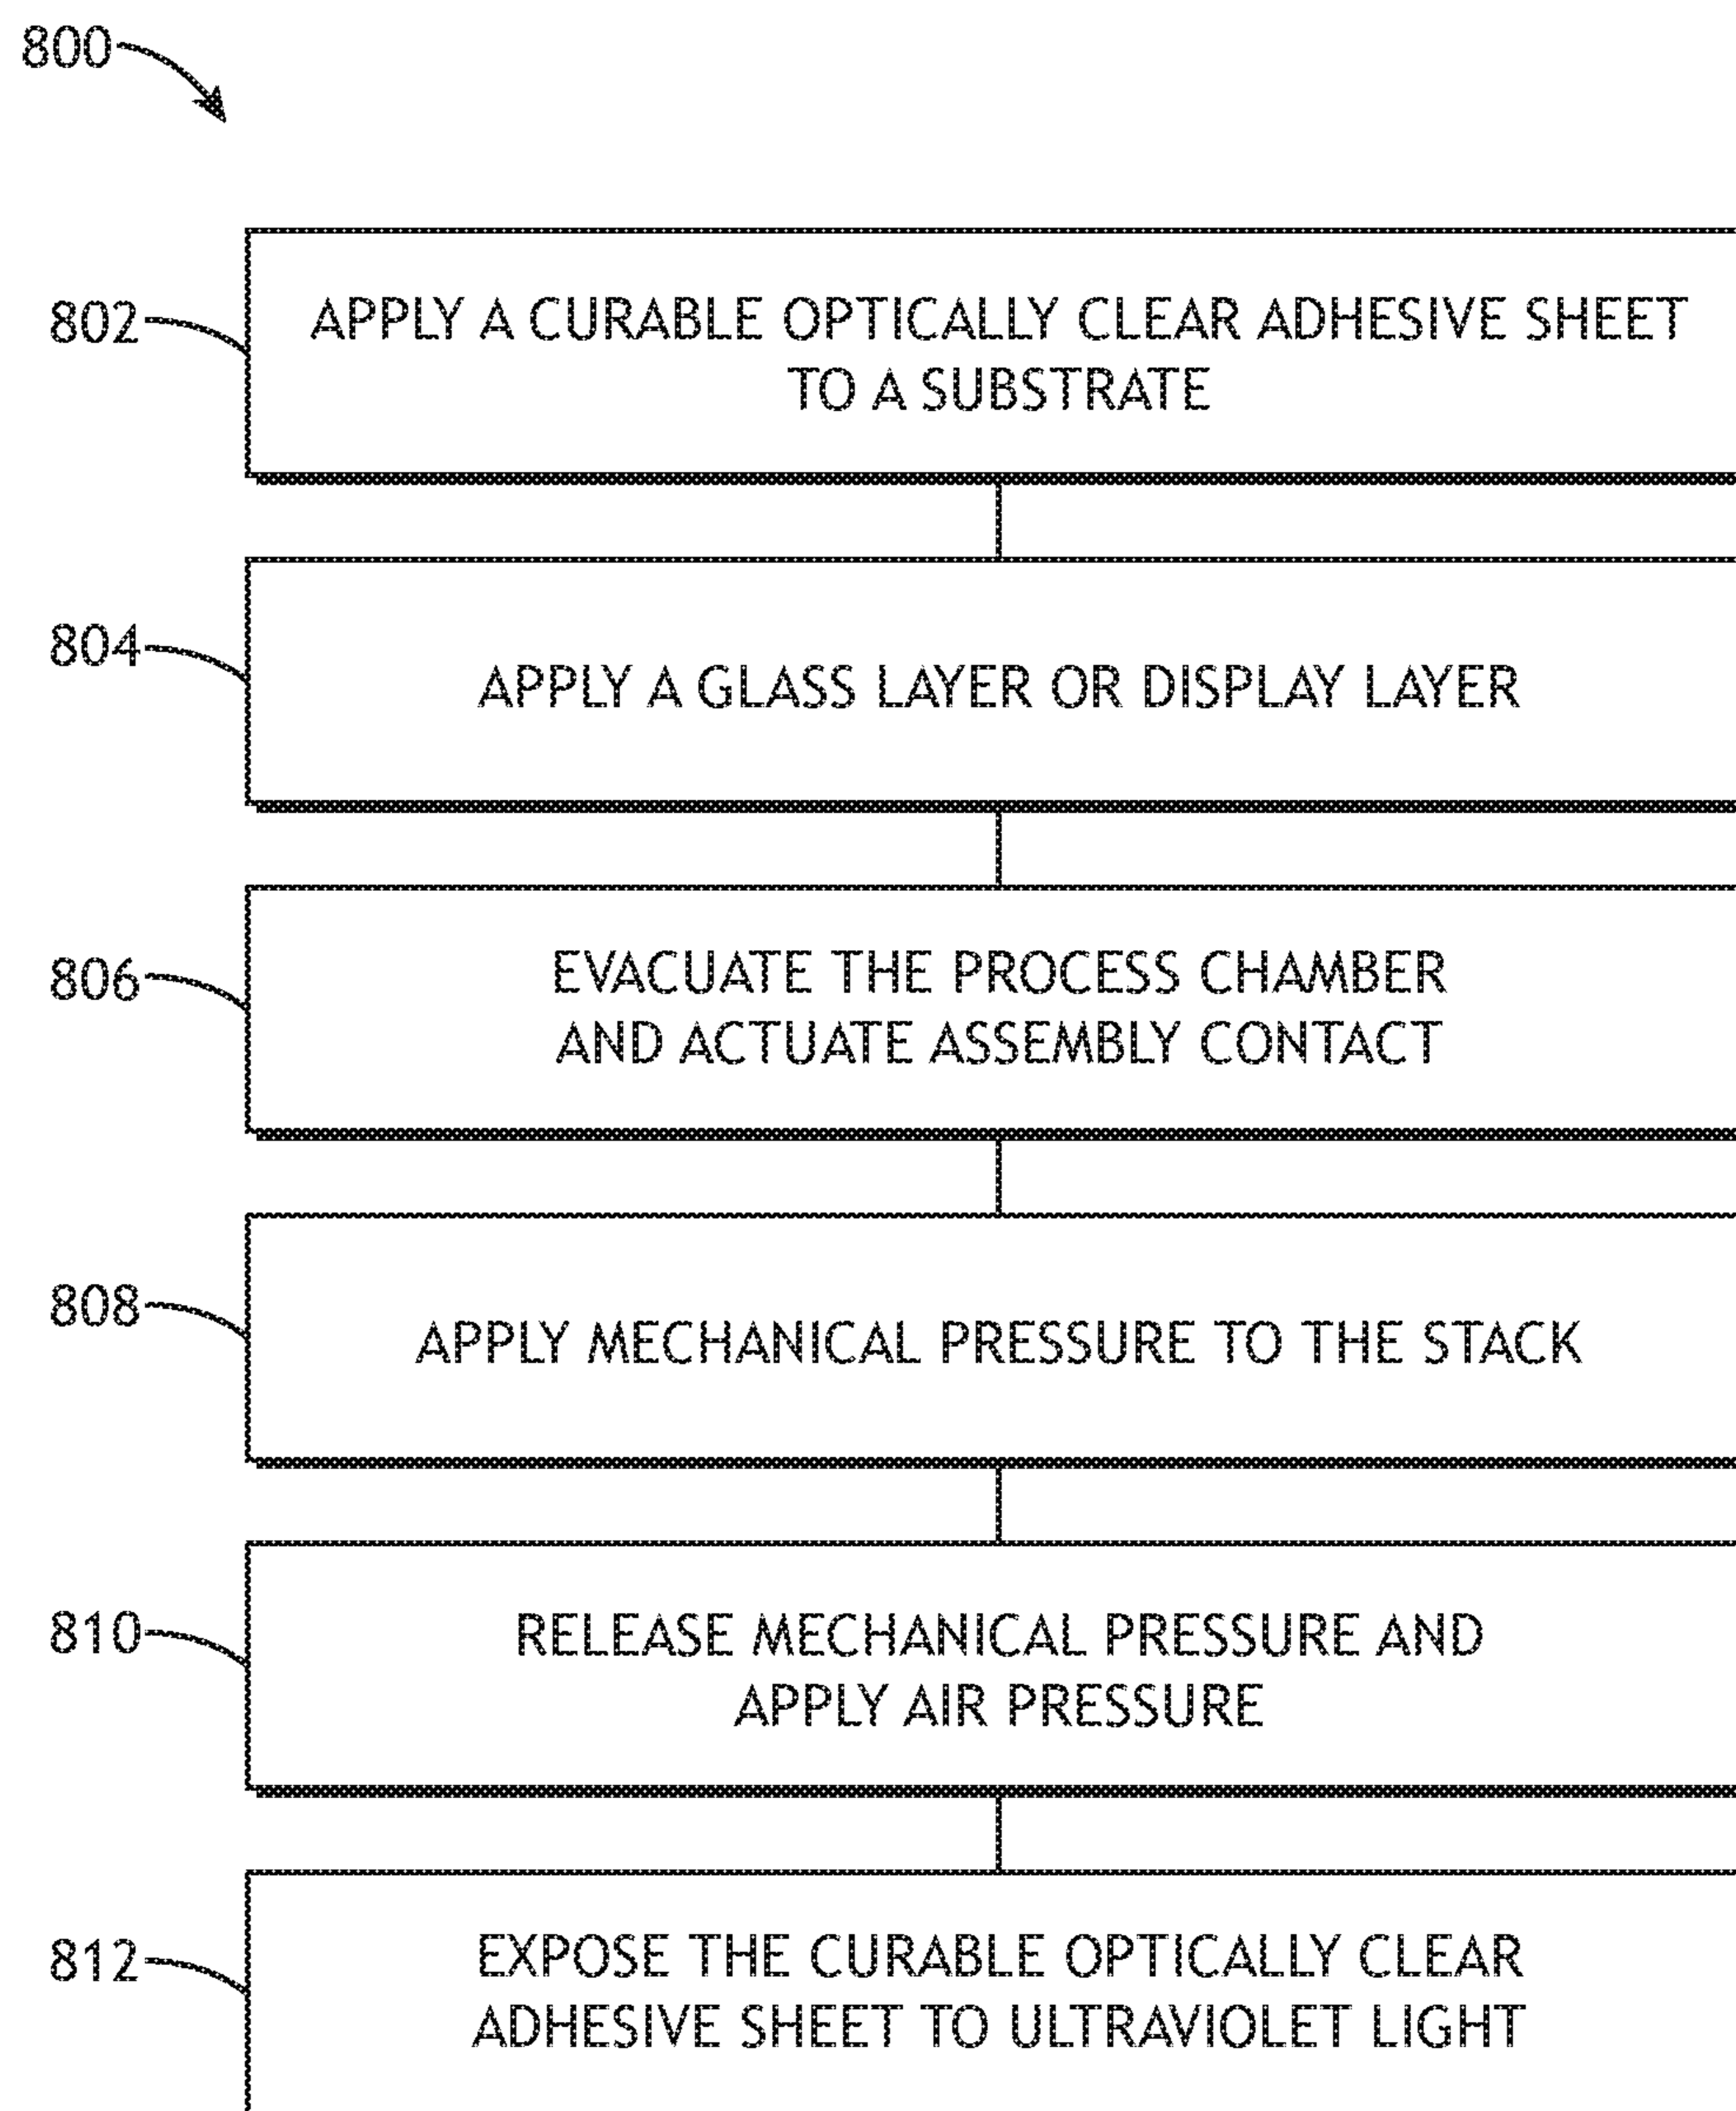 800
802
APPLY A CURABLE OPTICALLY CLEAR ADHESIVE SHEET
TO A SUBSTRATE
804
APPLY A GLASS LAYER OR DISPLAY LAYER
806
EVACUATE THE PROCESS CHAMBER
AND ACTUATE ASSEMBLY CONTACT
808
APPLY MECHANICAL PRESSURE TO THE STACK
810
RELEASE MECHANICAL PRESSURE AND
APPLY AIR PRESSURE
812
EXPOSE THE CURABLE OPTICALLY CLEAR
ADHESIVE SHEET TO ULTRAVIOLET LIGHT